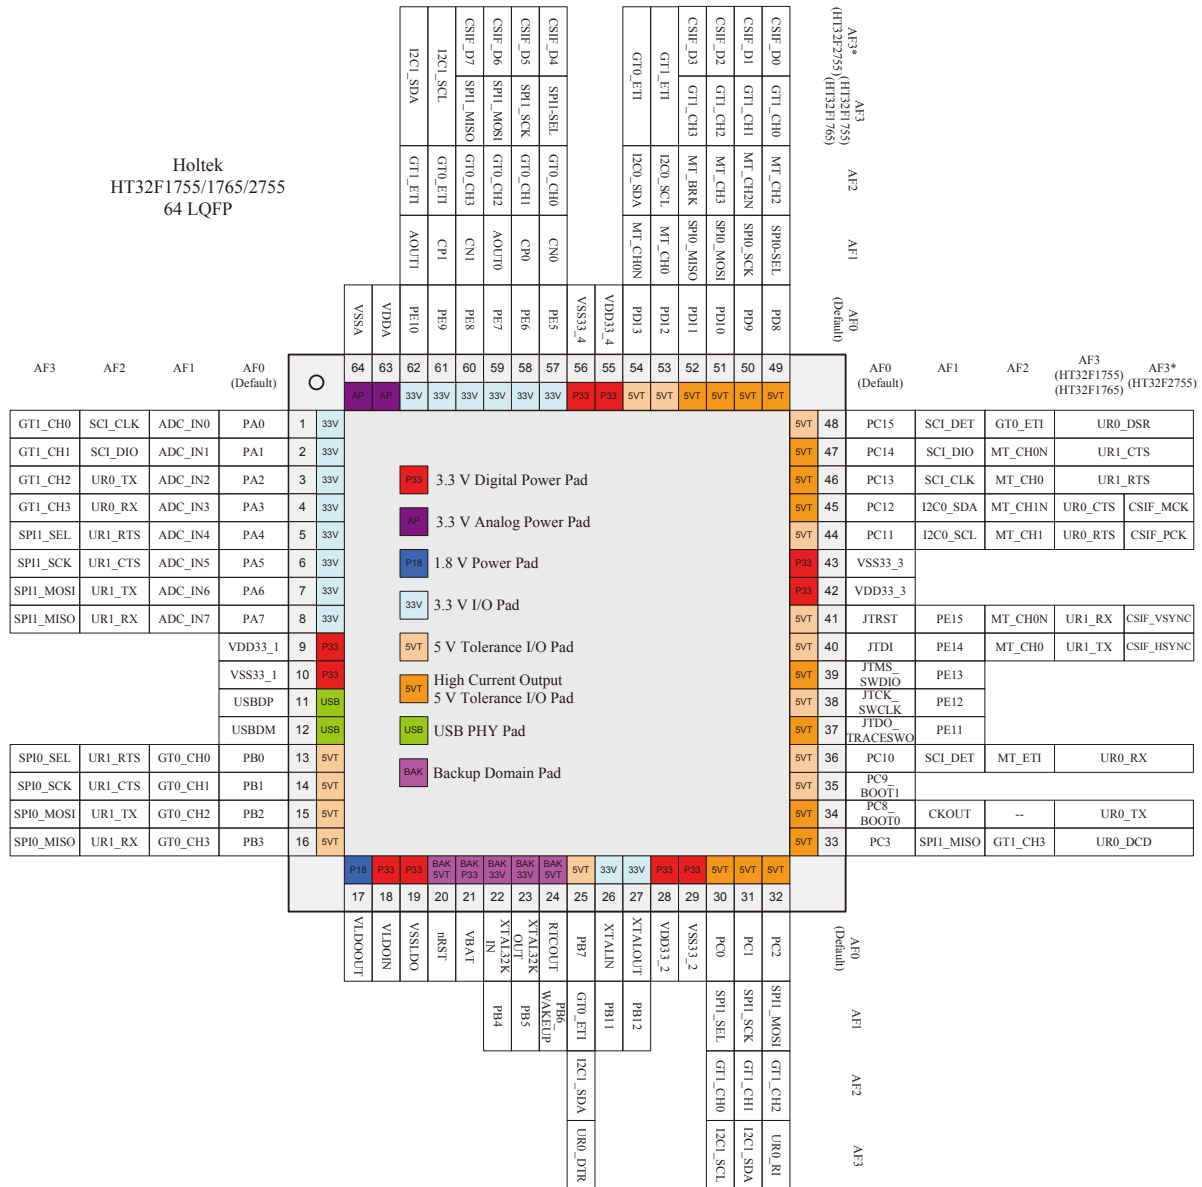 Holtek
HT32F1755/1765/2755
64 LQFP
AF3*
(HT32F2755)
AF3
(HT32F1755)
(HT32F1765)
AF2
AF1
AF0
(Default)
I2C1_SDA I2C1_SCL CSIF_D7 CSIF_D6 CSIF_D5 CSIF_D4 GT0_ETI GT1_ETI CSIF_D3 CSIF_D2 CSIF_D1 CSIF_D0
SPI1_MISO SPI1_MOSI SPI1_SCK SPI1-SEL GT1_CH3 GT1_CH2 GT1_CH1 GT1_CH0
GT1_ETI GT0_ETI GT0_CH3 GT0_CH2 GT0_CH1 GT0_CH0 I2C0_SDA I2C0_SCL MT_BRK MT_CH3 MT_CH2N MT_CH2
AOUT1 CP1 CN1 AOUT0 CP0 CN0 MT_CH0N MT_CH0 SPI0_MISO SPI0_MOSI SPI0_SCK SPI0-SEL
VSSA VDDA PE10 PE9 PE8 PE7 PE6 PE5 VSS33_4 VDD33_4 PD13 PD12 PD11 PD10 PD9 PD8
64 63 62 61 60 59 58 57 56 55 54 53 52 51 50 49
AP AP 33V 33V 33V 33V 33V 33V P33 P33 5VT 5VT 5VT 5VT 5VT 5VT
AF3 AF2 AF1 AF0
(Default)
GT1_CH0 SCI_CLK ADC_IN0 PA0 1 33V
GT1_CH1 SCI_DIO ADC_IN1 PA1 2 33V
GT1_CH2 UR0_TX ADC_IN2 PA2 3 33V
GT1_CH3 UR0_RX ADC_IN3 PA3 4 33V
SPI1_SEL UR1_RTS ADC_IN4 PA4 5 33V
SPI1_SCK UR1_CTS ADC_IN5 PA5 6 33V
SPI1_MOSI UR1_TX ADC_IN6 PA6 7 33V
SPI1_MISO UR1_RX ADC_IN7 PA7 8 33V
VDD33_1 9 P33
VSS33_1 10 P33
USBDP 11 USB
USBDM 12 USB
SPI0_SEL UR1_RTS GT0_CH0 PB0 13 5VT
SPI0_SCK UR1_CTS GT0_CH1 PB1 14 5VT
SPI0_MOSI UR1_TX GT0_CH2 PB2 15 5VT
SPI0_MISO UR1_RX GT0_CH3 PB3 16 5VT
P33 3.3 V Digital Power Pad
AP 3.3 V Analog Power Pad
P18 1.8 V Power Pad
33V 3.3 V I/O Pad
5VT 5 V Tolerance I/O Pad
5VT High Current Output
5 V Tolerance I/O Pad
USB USB PHY Pad
BAK Backup Domain Pad
AF0
(Default)
AF1 AF2
AF3
(HT32F1755)
(HT32F1765)
AF3*
(HT32F2755)
5VT 48 PC15 SCI_DET GT0_ETI UR0_DSR
5VT 47 PC14 SCI_DIO MT_CH0N UR1_CTS
5VT 46 PC13 SCI_CLK MT_CH0 UR1_RTS
5VT 45 PC12 I2C0_SDA MT_CH1N UR0_CTS CSIF_MCK
5VT 44 PC11 I2C0_SCL MT_CH1 UR0_RTS CSIF_PCK
P33 43 VSS33_3
P33 42 VDD33_3
5VT 41 JTRST PE15 MT_CH0N UR1_RX CSIF_VSYNC
5VT 40 JTDI PE14 MT_CH0 UR1_TX CSIF_HSYNC
5VT 39 JTMS_
SWDIO PE13
5VT 38 JTCK_
SWCLK PE12
5VT 37 JTDO_
TRACESWO PE11
5VT 36 PC10 SCI_DET MT_ETI UR0_RX
5VT 35 PC9_
BOOT1
5VT 34 PC8_
BOOT0 CKOUT -- UR0_TX
5VT 33 PC3 SPI1_MISO GT1_CH3 UR0_DCD
P18 P33 P33 BAK BAK BAK BAK BAK 5VT 33V 33V P33 P33 5VT 5VT 5VT
5VT P33 33V 33V 5VT
17 18 19 20 21 22 23 24 25 26 27 28 29 30 31 32
VLDOOUT VLDOIN VSSLDO nRST VBAT XTAL32K
IN XTAL32K
OUT RTCOUT PB7 XTALIN XTALOUT VDD33_2 VSS33_2 PC0 PC1 PC2
AF0
(Default)
PB4 PB5 PB6_
WAKEUP GT0_ETI PB11 PB12 SPI1_SEL SPI1_SCK SPI1_MOSI AF1
I2C1_SDA GT1_CH0 GT1_CH1 GT1_CH2 AF2
UR0_DTR I2C1_SCL I2C1_SDA UR0_RI AF3